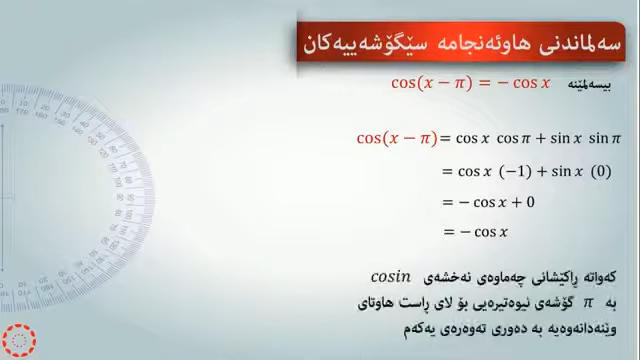 سەلماندنی هاوئەنجامە سێگۆشەییەکان
بیسەلمێنە cos(x − π) = − cos x
cos(x − π) = cos x cos π + sin x sin π
= cos x (−1) + sin x (0)
= − cos x + 0
= − cos x
کەواتە ڕاکێشانی چەماوەی نەخشەی cosin
بە π گۆشەی نیوەتیرەیی بۆ لای ڕاست هاوتای
وێنەدانەوەیە بە دەوری تەوەرەی یەکەم